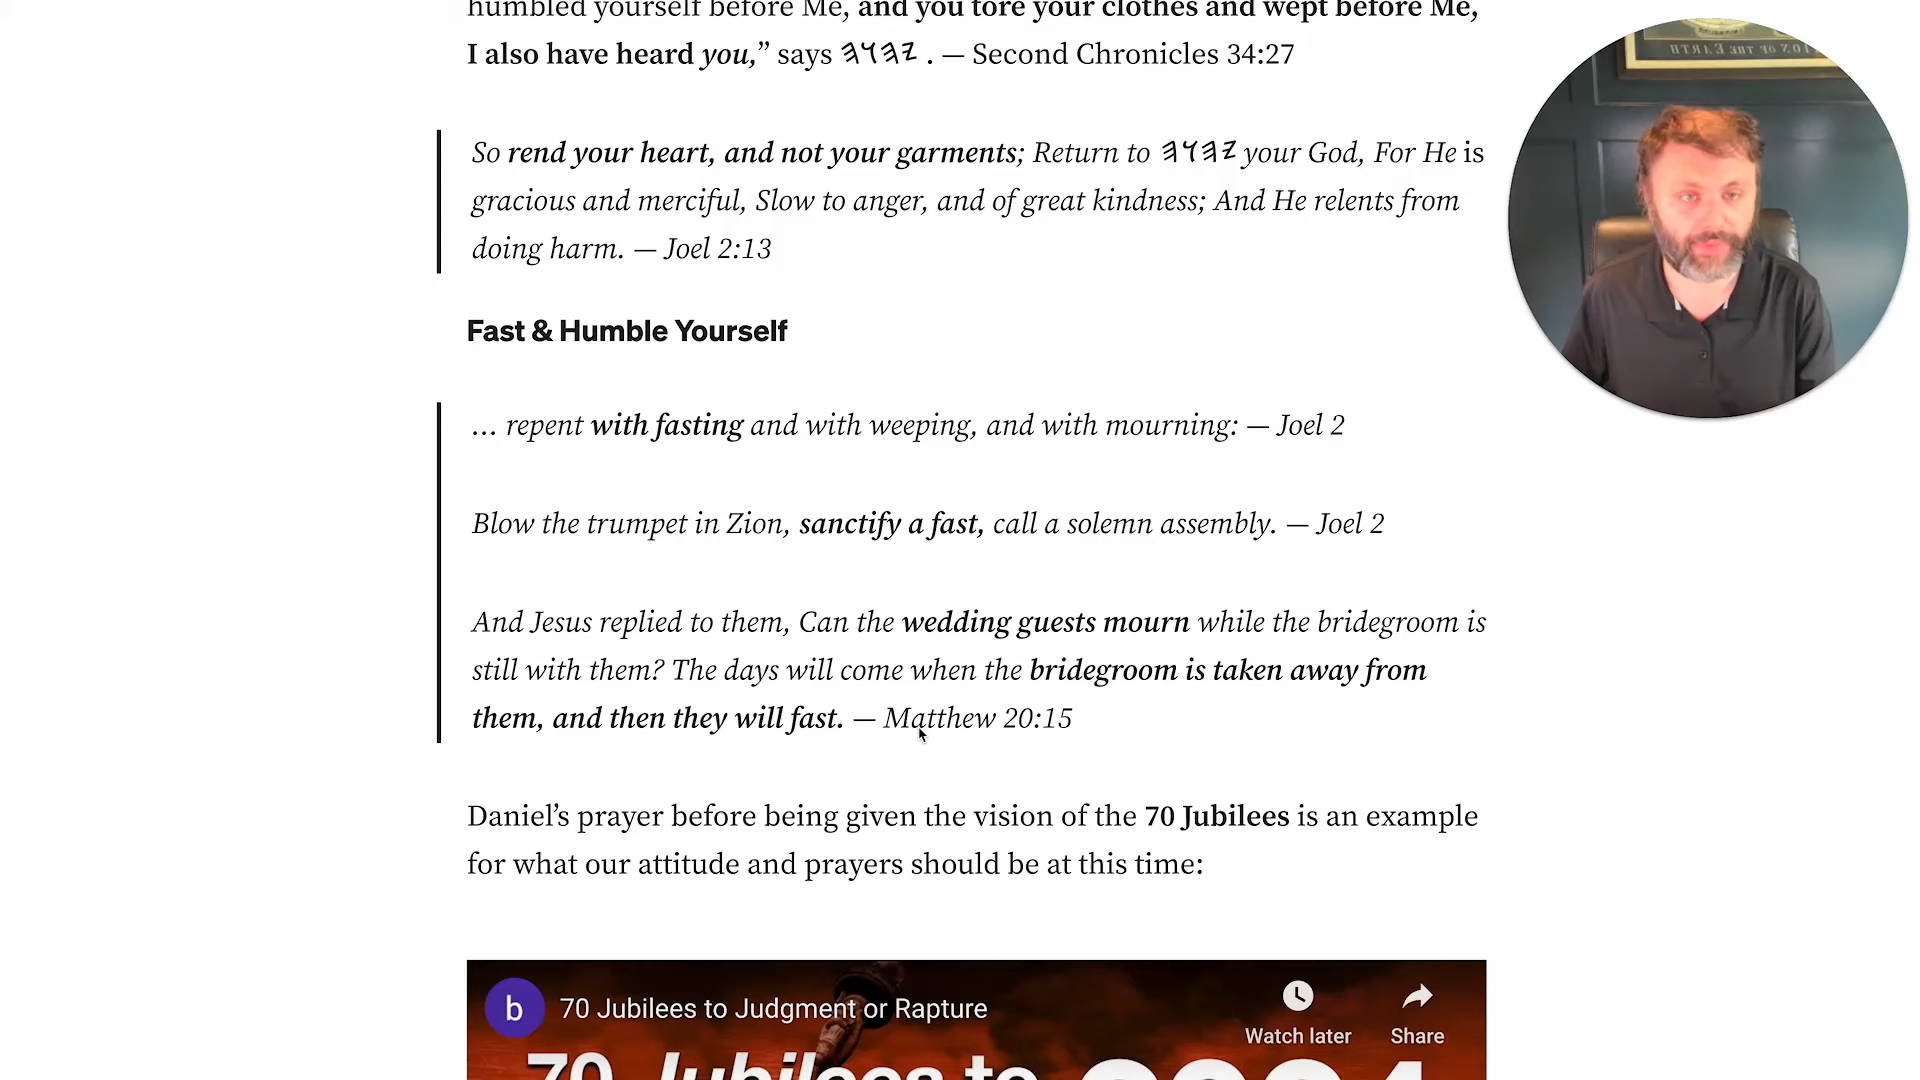 humbled yourself before Me, and you tore your clothes and wept before Me,
I also have heard you,” says 𐤉𐤄𐤅𐤄 . — Second Chronicles 34:27
So rend your heart, and not your garments; Return to 𐤉𐤄𐤅𐤄 your God, For He is
gracious and merciful, Slow to anger, and of great kindness; And He relents from
doing harm. — Joel 2:13
Fast & Humble Yourself
… repent with fasting and with weeping, and with mourning: — Joel 2
Blow the trumpet in Zion, sanctify a fast, call a solemn assembly. — Joel 2
And Jesus replied to them, Can the wedding guests mourn while the bridegroom is
still with them? The days will come when the bridegroom is taken away from
them, and then they will fast. — Matthew 20:15
Daniel’s prayer before being given the vision of the 70 Jubilees is an example
for what our attitude and prayers should be at this time:
b 70 Jubilees to Judgment or Rapture
Watch later Share
70 Jubilees to